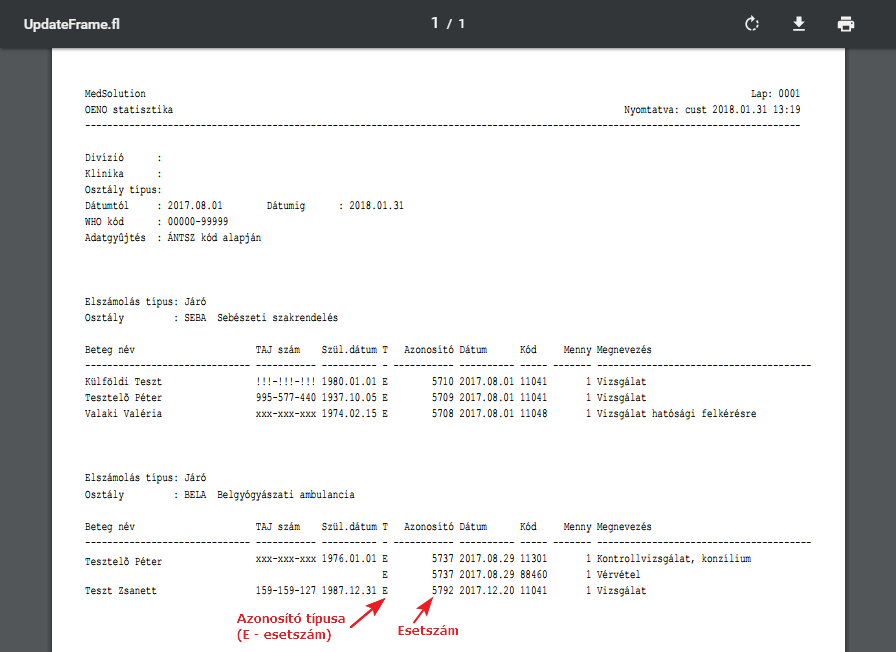 UpdateFrame.fl 1 / 1
MedSolution Lap: 0001
OENO statisztika Nyomtatva: cust 2018.01.31 13:19
Divízió :
Klinika :
Osztály típus:
Dátumtól : 2017.08.01 Dátumig : 2018.01.31
WHO kód : 00000-99999
Adatgyûjtés : ÁNTSZ kód alapján
Elszámolás típus: Járó
Osztály : SEBA Sebészeti szakrendelés
Beteg név TAJ szám Szül.dátum T Azonosító Dátum Kód Menny Megnevezés
Külföldi Teszt !!!-!!!-!!! 1980.01.01 E 5710 2017.08.01 11041 1 Vizsgálat
Tesztelõ Péter 995-577-440 1937.10.05 E 5709 2017.08.01 11041 1 Vizsgálat
Valaki Valéria xxx-xxx-xxx 1974.02.15 E 5708 2017.08.01 11048 1 Vizsgálat hatósági felkérésre
Elszámolás típus: Járó
Osztály : BELA Belgyógyászati ambulancia
Beteg név TAJ szám Szül.dátum T Azonosító Dátum Kód Menny Megnevezés
Tesztelõ Péter xxx-xxx-xxx 1976.01.01 E 5737 2017.08.29 11301 1 Kontrollvizsgálat, konzílium
E 5737 2017.08.29 88460 1 Vérvétel
Teszt Zsanett 159-159-127 1987.12.31 E 5792 2017.12.20 11041 1 Vizsgálat
Azonosító típusa
(E - esetszám)
Esetszám